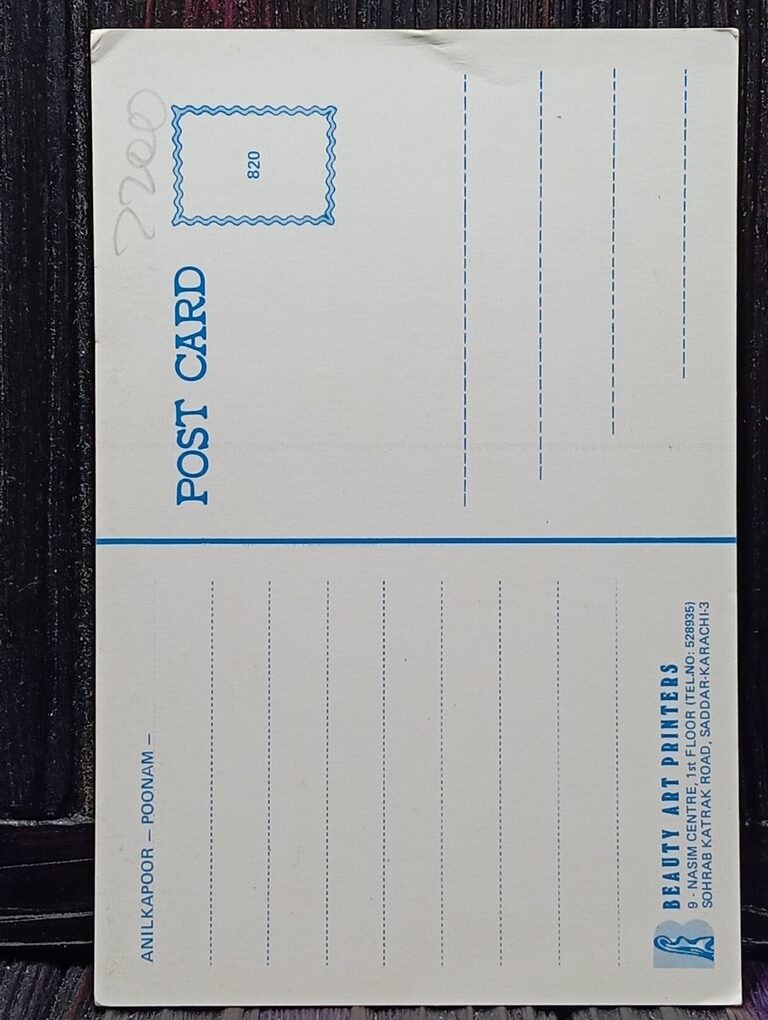 ANILKAPOOR – POONAM –
BEAUTY ART PRINTERS
9 - NASIM CENTRE, 1st FLOOR (TEL.NO: 528935)
SOHRAB KATRAK ROAD, SADDAR-KARACHI-3
POST CARD
820
2200